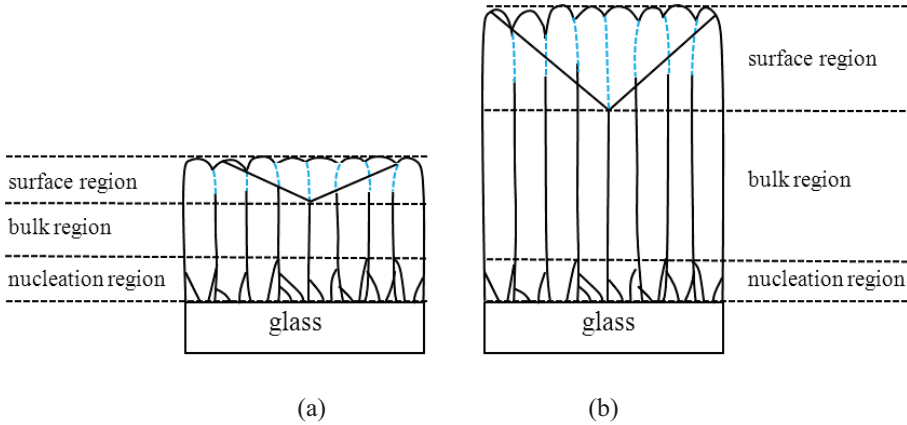 surface region
bulk region
nucleation region
glass
(a)
surface region
bulk region
nucleation region
glass
(b)